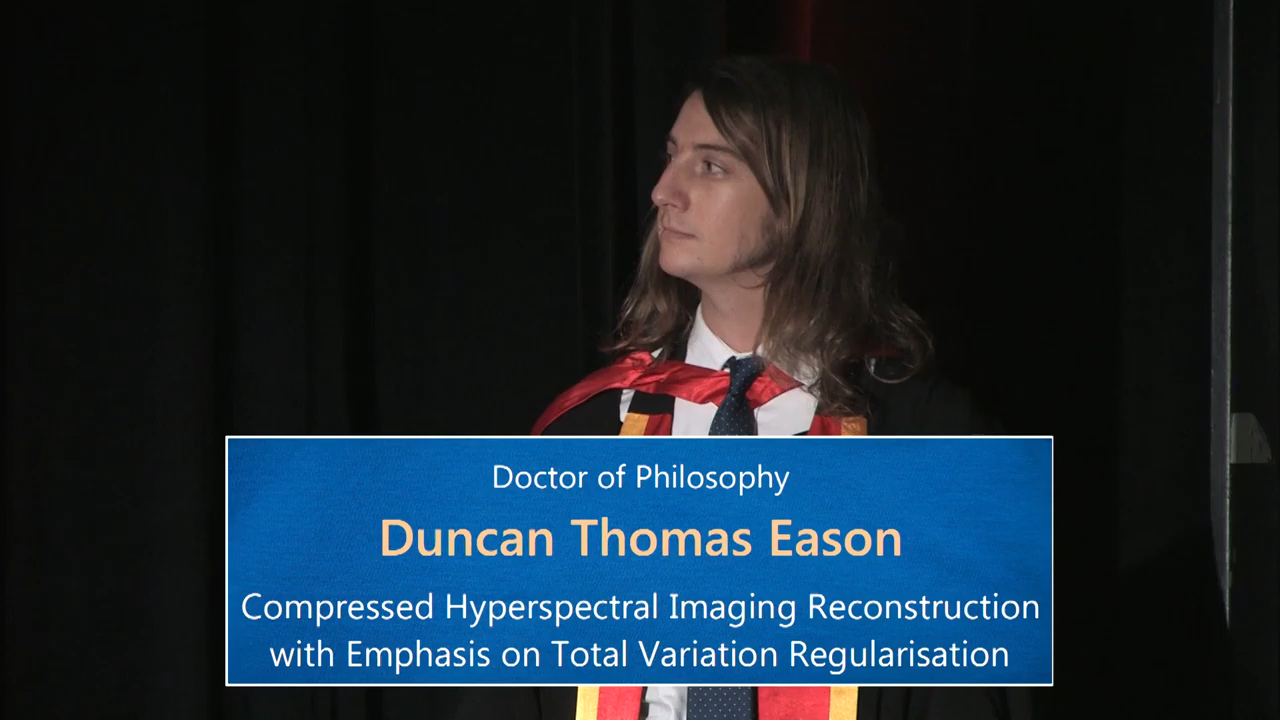 Doctor of Philosophy
Duncan Thomas Eason
Compressed Hyperspectral Imaging Reconstruction
with Emphasis on Total Variation Regularisation